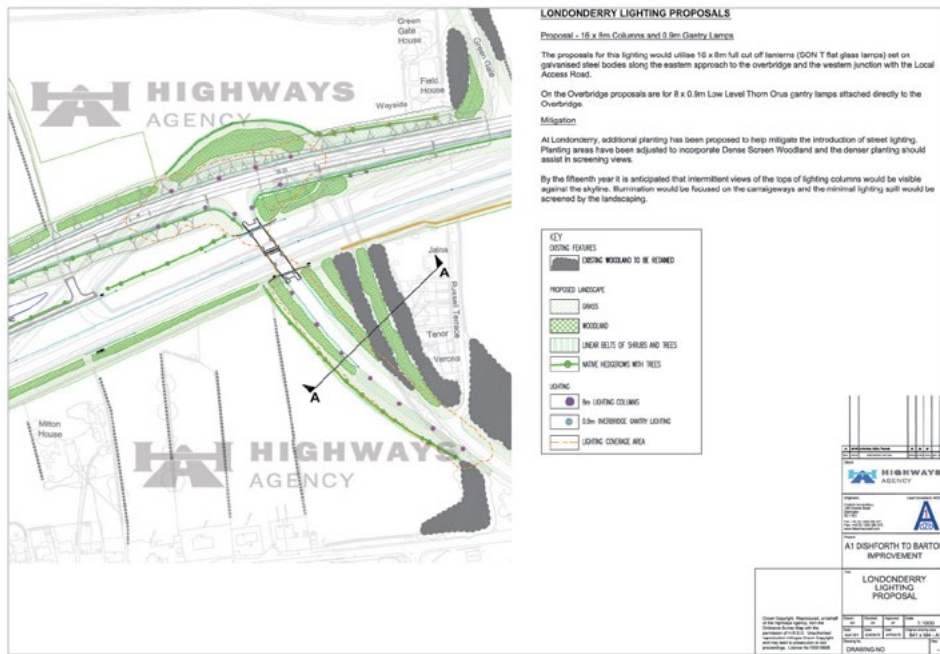 LONDONDERRY LIGHTING PROPOSALS
Proposal - 16 x 8m Columns and 0.9m Gantry Lamps
The proposals for this lighting would utilise 16 x 8m full cut off lanterns (SON T flat glass lamps) set on
galvanised steel bodies along the eastern approach to the overbridge and the western junction with the Local
Access Road.
On the Overbridge proposals are for 8 x 0.9m Low Level Thorn Orus gantry lamps attached directly to the
Overbridge.
Mitigation
At Londonderry, additional planting has been proposed to help mitigate the introduction of street lighting.
Planting areas have been adjusted to incorporate Dense Screen Woodland and the denser planting should
assist in screening views.
By the fifteenth year it is anticipated that intermittent views of the tops of lighting columns would be visible
against the skyline. Illumination would be focused on the carriageways and the minimal lighting spill would be
screened by the landscaping.
KEY
EXISTING FEATURES
EXISTING WOODLAND TO BE RETAINED
PROPOSED LANDSCAPE
GRASS
WOODLAND
LINEAR BELTS OF SHRUBS AND TREES
NATIVE HEDGEROWS WITH TREES
LIGHTING
8m LIGHTING COLUMNS
0.9m OVERBRIDGE GANTRY LIGHTING
LIGHTING COVERAGE AREA
Green
Gate
House
Green Gate
Field
House
Wayside
HIGHWAYS
AGENCY
Jalna
A
Russel Terrace
Tenor
Verona
A
Milton
House
HIGHWAYS
AGENCY
HIGHWAYS
AGENCY
A1 DISHFORTH TO BARTON
IMPROVEMENT
LONDONDERRY
LIGHTING
PROPOSAL
DRAWING NO